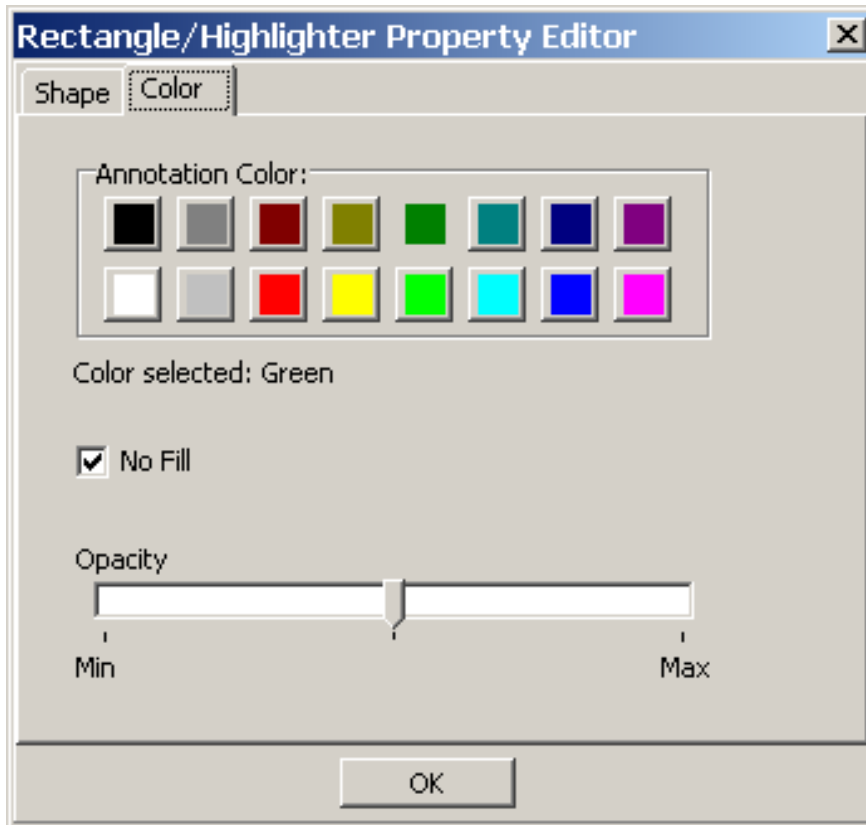 Rectangle/Highlighter Property Editor
Shape Color
Annotation Color:
Color selected: Green
No Fill
Opacity
Min Max
OK